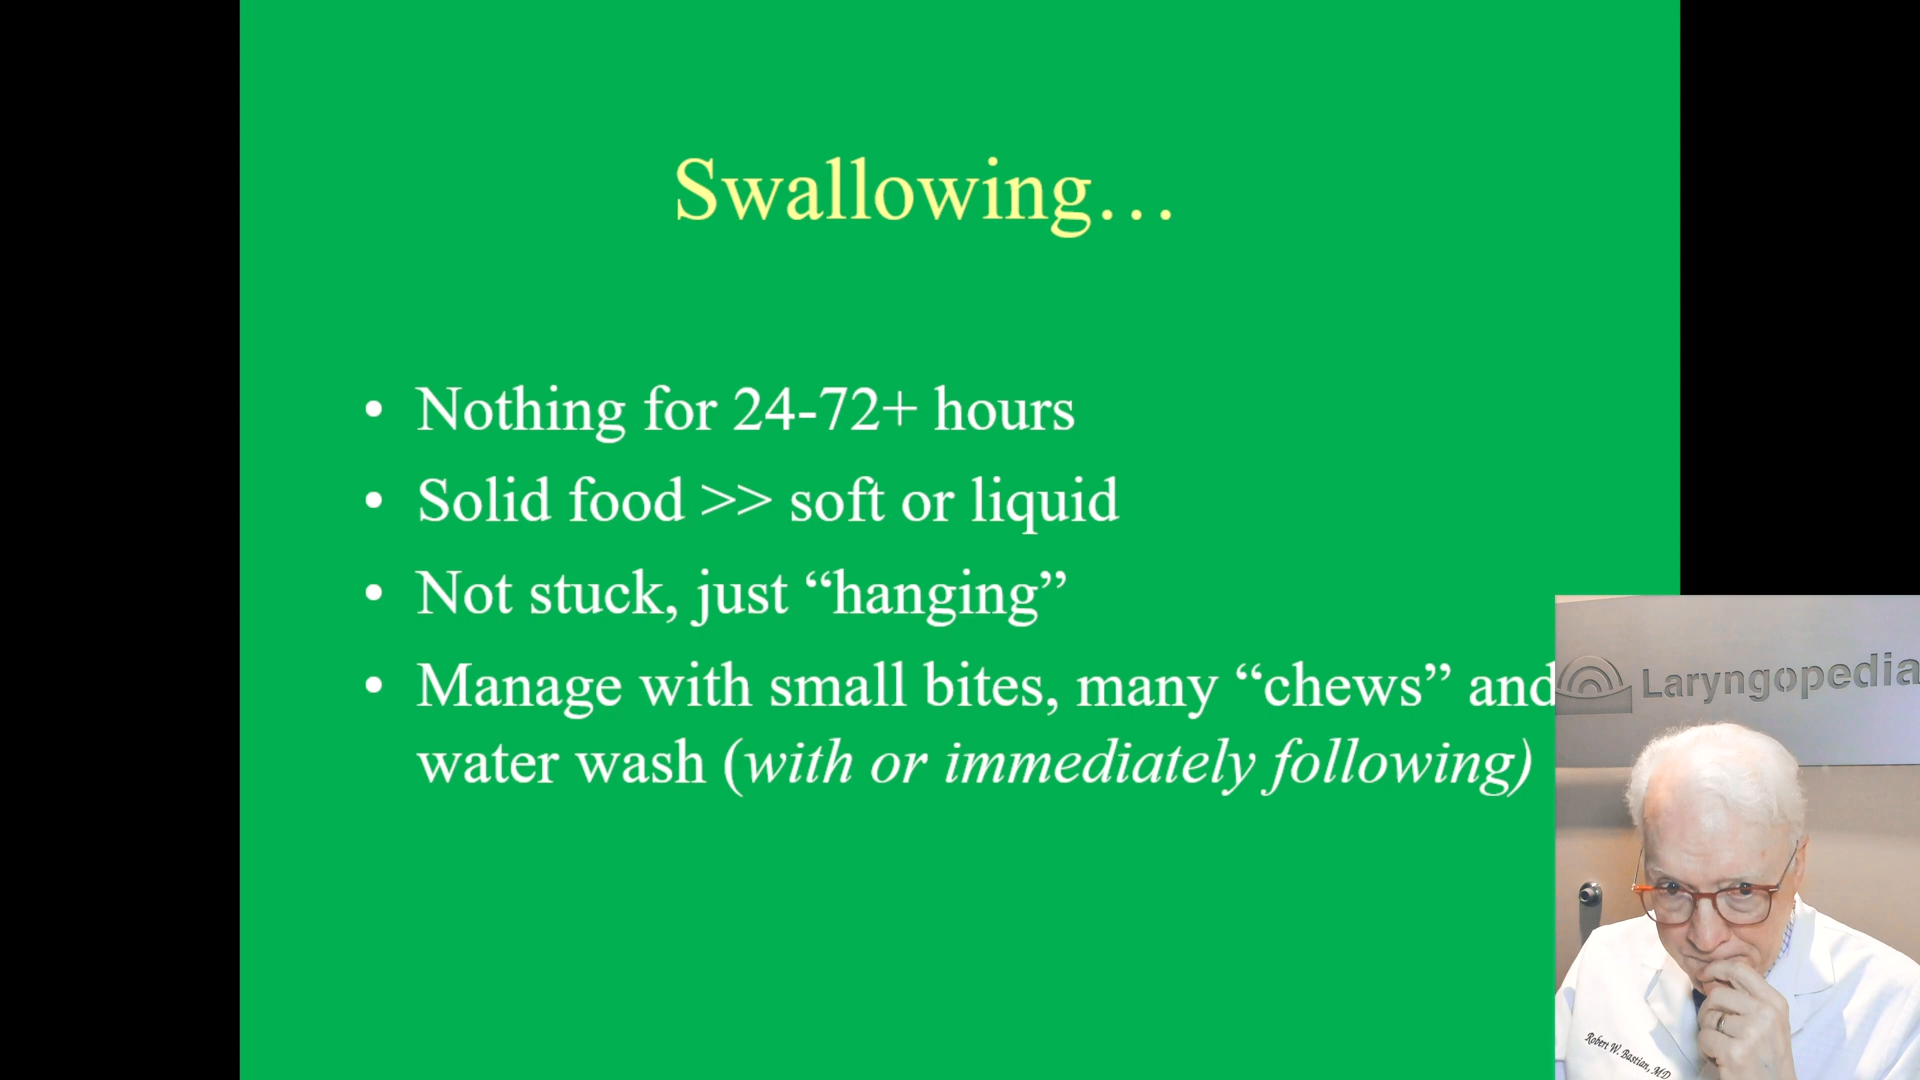 Swallowing…
• Nothing for 24-72+ hours
• Solid food >> soft or liquid
• Not stuck, just “hanging”
• Manage with small bites, many “chews” and
water wash (with or immediately following)
Laryngopedia
Robert W. Bastian, MD